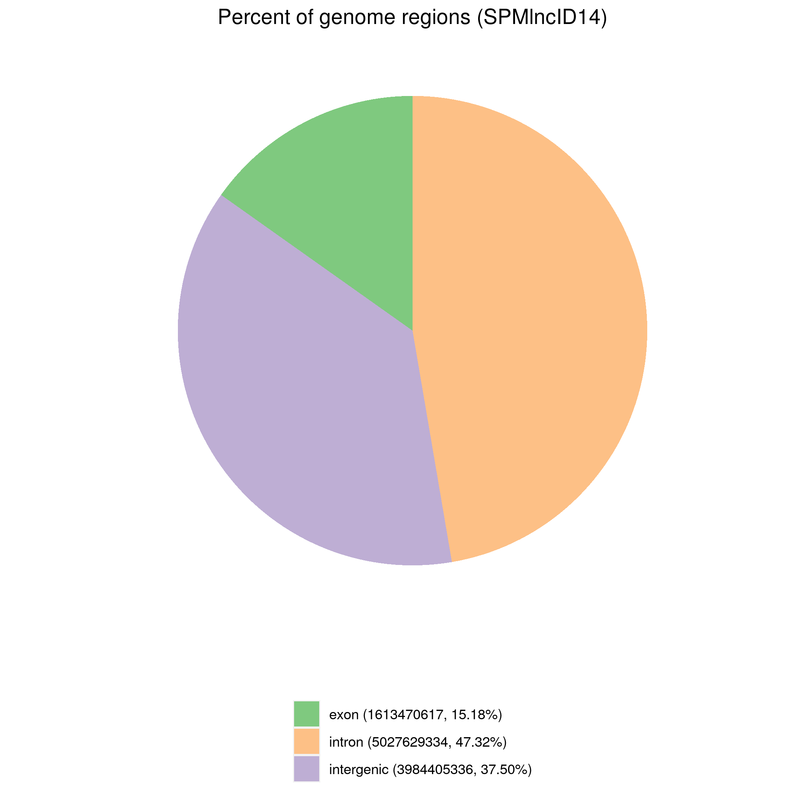 Percent of genome regions (SPMlncID14)
exon (1613470617, 15.18%)
intron (5027629334, 47.32%)
intergenic (3984405336, 37.50%)